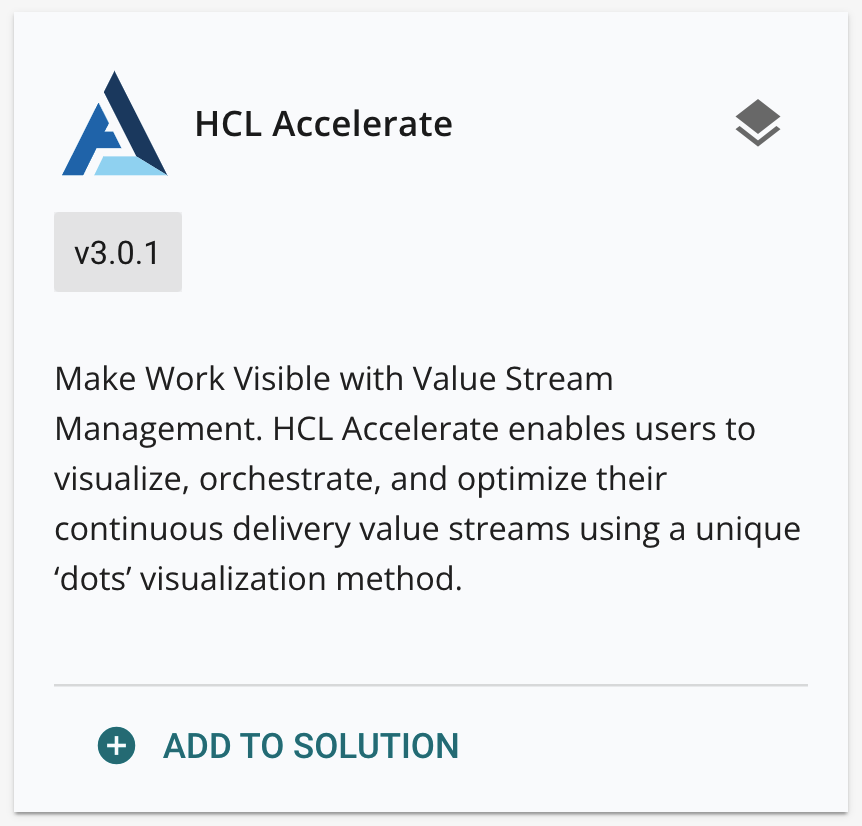 HCL Accelerate
v3.0.1
Make Work Visible with Value Stream
Management. HCL Accelerate enables users to
visualize, orchestrate, and optimize their
continuous delivery value streams using a unique
‘dots’ visualization method.
ADD TO SOLUTION